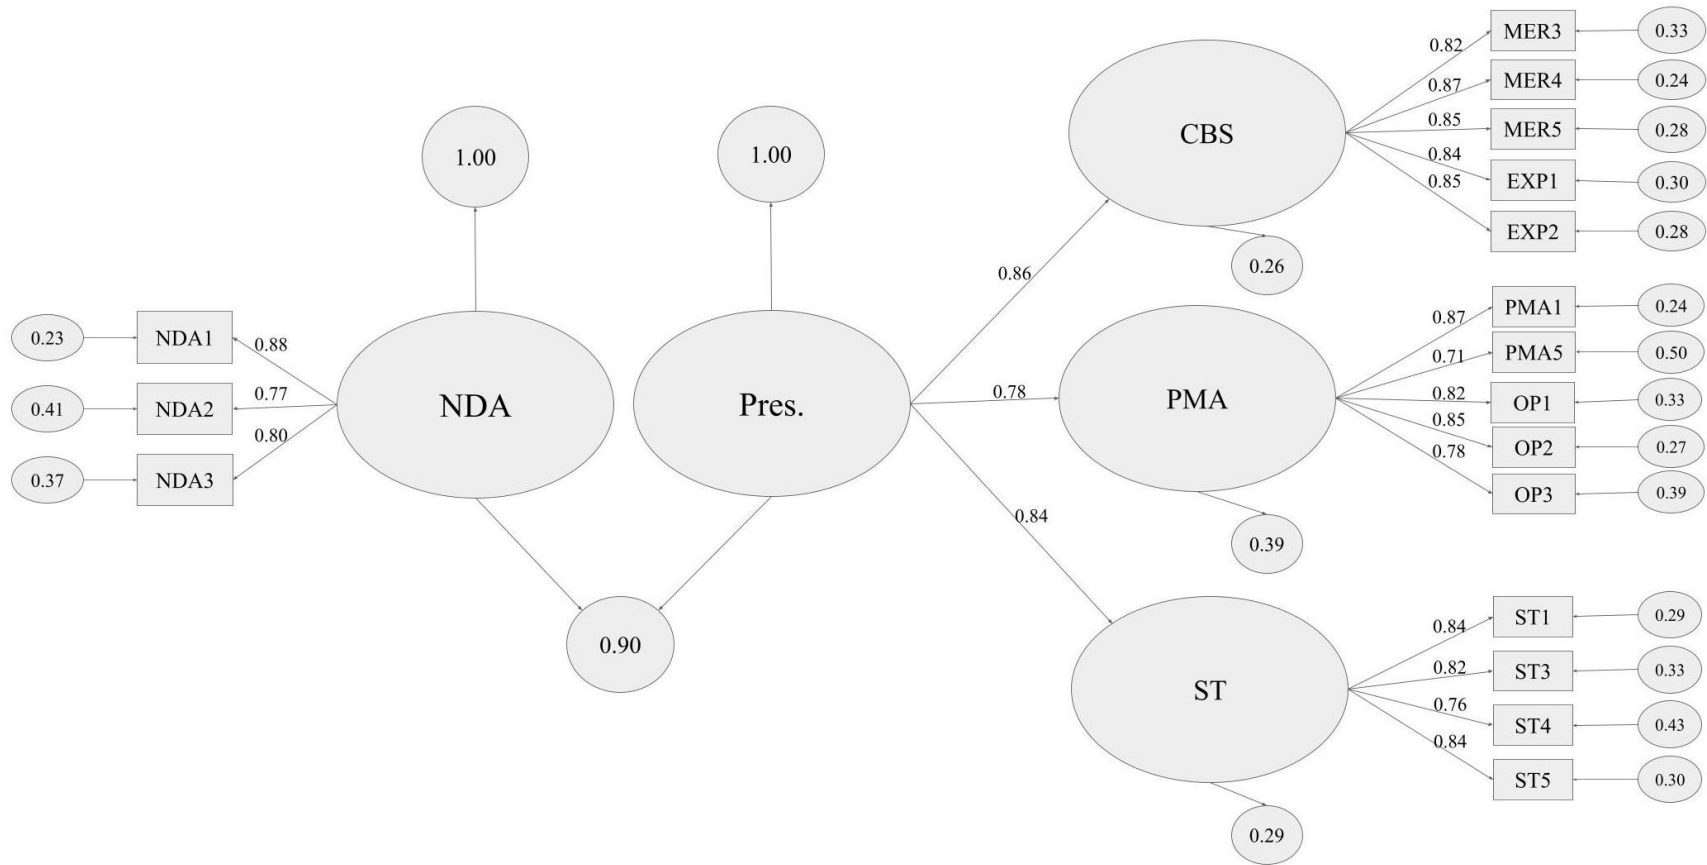 0.23
NDA1
0.88
0.41
NDA2
0.77
0.37
NDA3
0.80
NDA
1.00
Pres.
1.00
0.90
0.86
0.78
0.84
CBS
0.26
0.82
MER3
0.33
0.87
MER4
0.24
0.85
MER5
0.28
0.84
EXP1
0.30
0.85
EXP2
0.28
PMA
0.39
0.87
PMA1
0.24
0.71
PMA5
0.50
0.82
OP1
0.33
0.85
OP2
0.27
0.78
OP3
0.39
ST
0.29
0.84
ST1
0.29
0.82
ST3
0.33
0.76
ST4
0.43
0.84
ST5
0.30